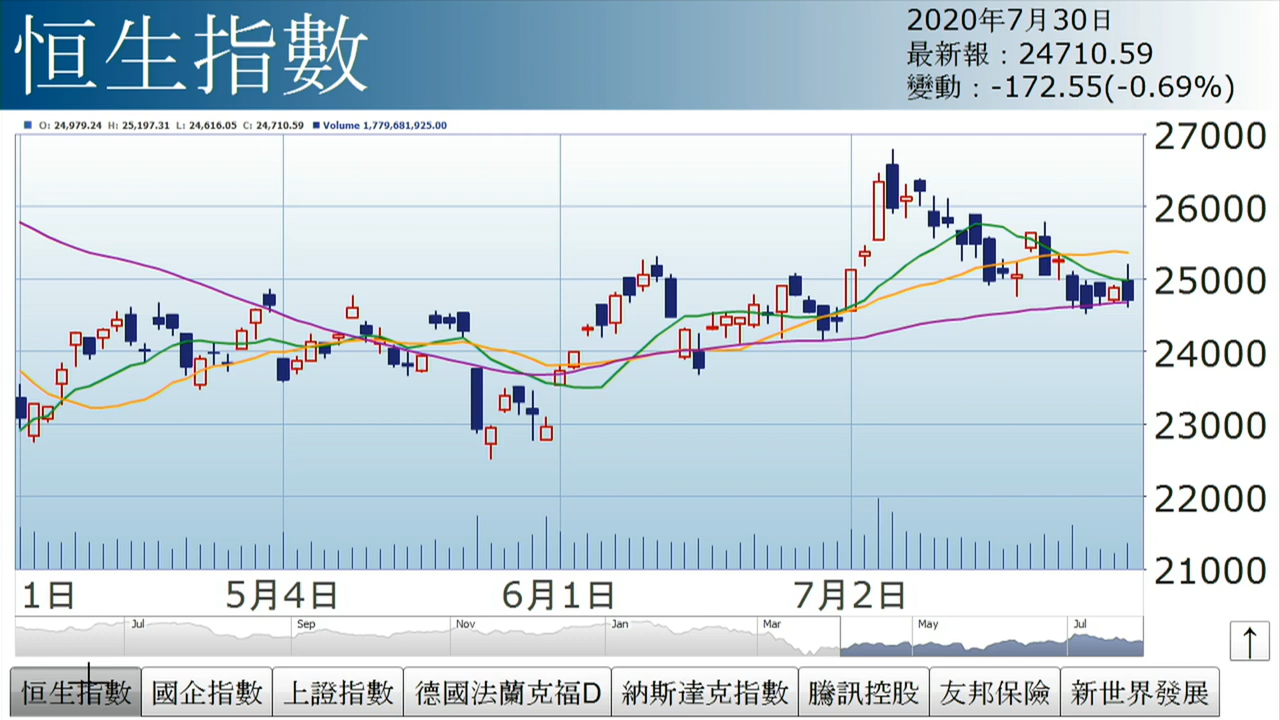 恒生指數
2020年7月30日
最新報：24710.59
變動：-172.55(-0.69%)
O: 24,979.24 H: 25,197.31 L: 24,616.05 C: 24,710.59 Volume 1,779,681,925.00
27000
26000
25000
24000
23000
22000
21000
1日 5月4日 6月1日 7月2日
Jul Sep Nov Jan Mar May Jul
↑
恒生指數 國企指數 上證指數 德國法蘭克福D 納斯達克指數 騰訊控股 友邦保險 新世界發展